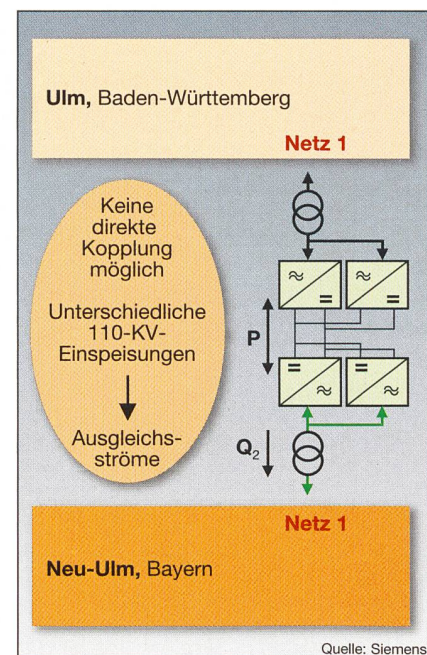 Ulm, Baden-Württemberg
Netz 1
Keine
direkte
Kopplung
möglich
Unterschiedliche
110-KV-
Einspeisungen
Ausgleichs-
ströme
≈
=
≈
=
P
=
≈
=
≈
Q₂
Netz 1
Neu-Ulm, Bayern
Quelle: Siemens